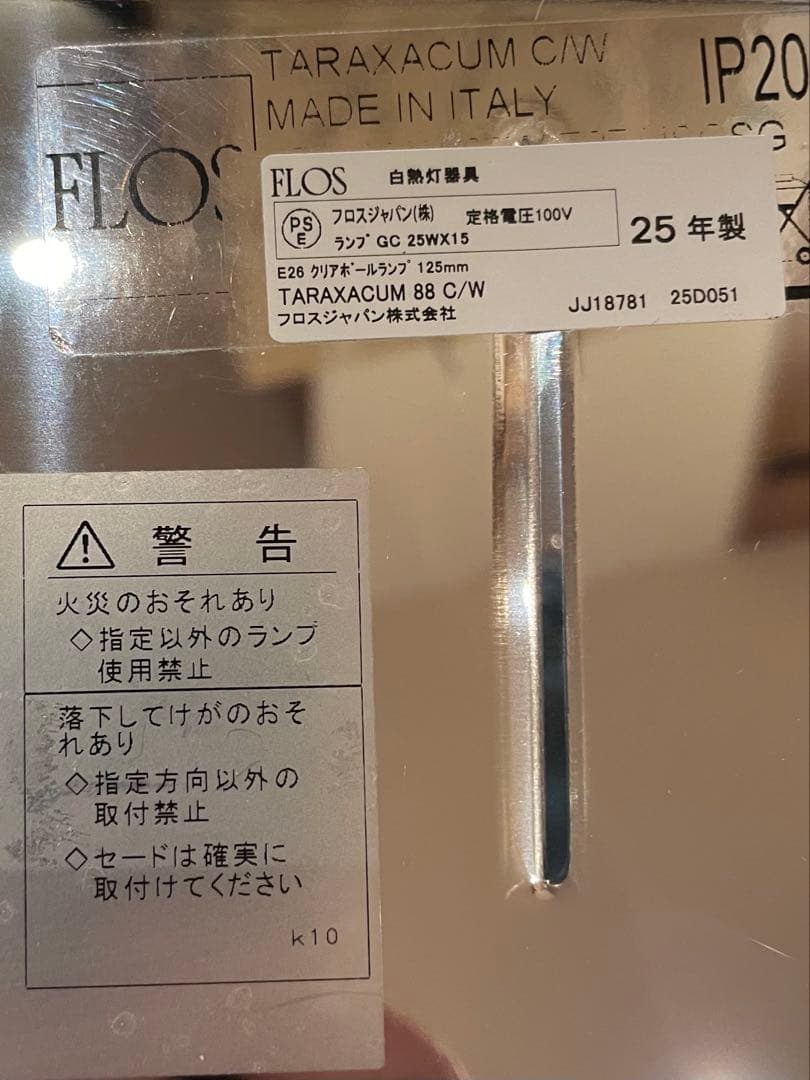 TARAXACUM C/W
MADE IN ITALY
IP20
FLOS
SG
FLOS 白熱灯器具
PSE フロスジャパン(株) 定格電圧100V
ランプ GC 25WX15
25 年製
E26 クリアボールランプ 125mm
TARAXACUM 88 C/W
フロスジャパン株式会社
JJ18781 25D051
警 告
火災のおそれあり
◇指定以外のランプ
使用禁止
落下してけがのおそ
れあり
◇指定方向以外の
取付禁止
◇セードは確実に
取付けてください
k10